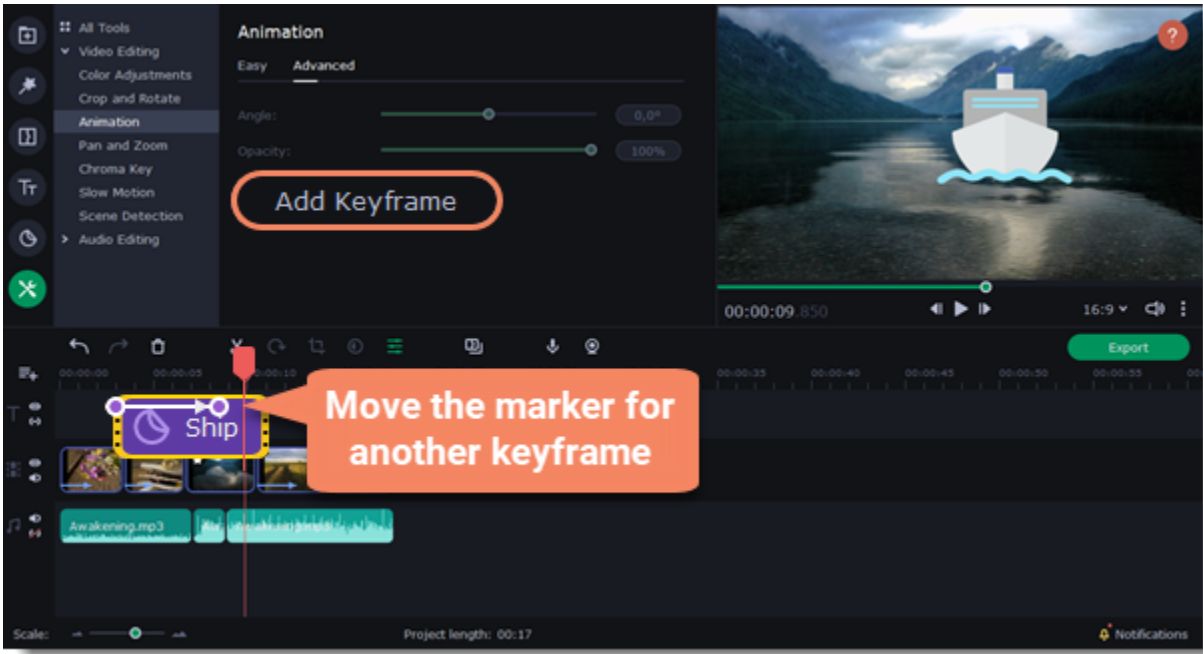 All Tools
Video Editing
Color Adjustments
Crop and Rotate
Animation
Pan and Zoom
Chroma Key
Slow Motion
Scene Detection
Audio Editing
Animation
Easy Advanced
Angle: 0,0°
Opacity: 100%
Add Keyframe
?
00:00:09.850
16:9
Export
00:00:00 00:00:05 0:00:10 00:00:35 00:00:40 00:00:45 00:00:50 00:00:55 00
Move the marker for
another keyframe
Ship
Awakening.mp3
Scale:
Project length: 00:17
Notifications